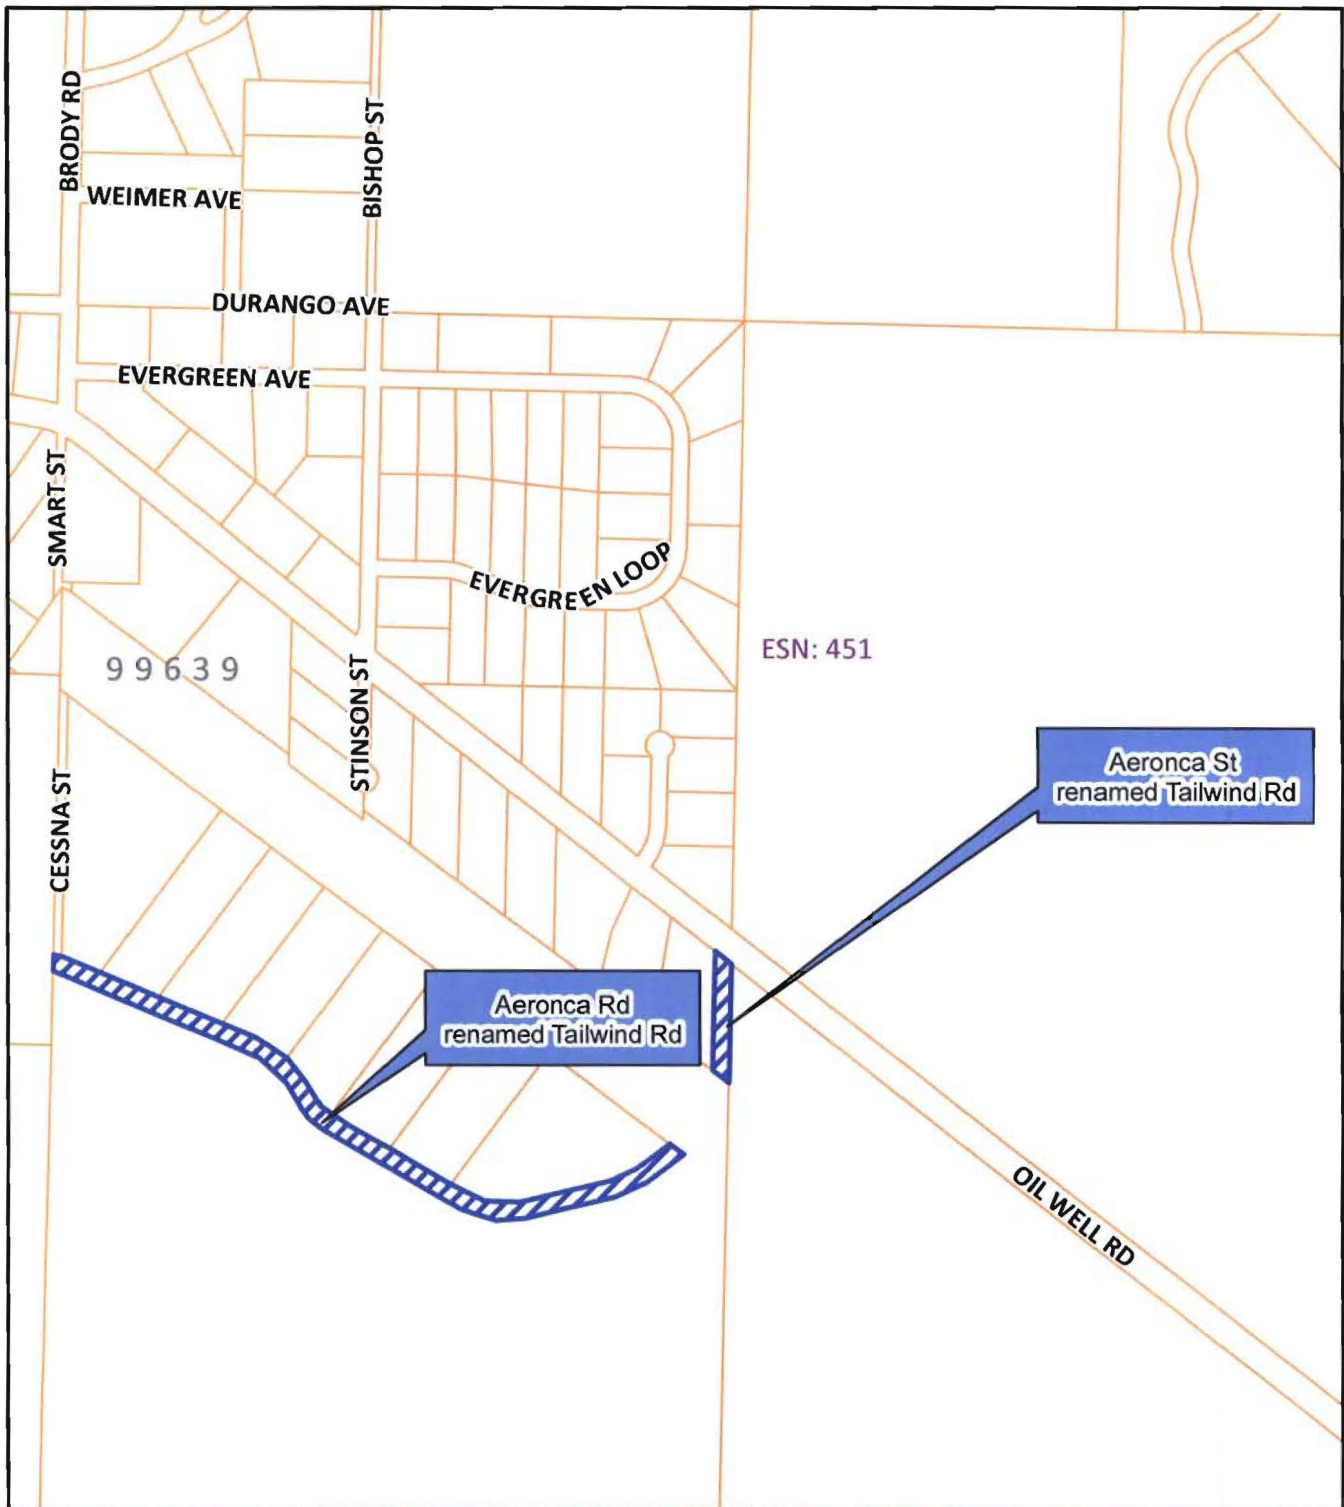 BRODY RD
BISHOP ST
WEIMER AVE
DURANGO AVE
EVERGREEN AVE
SMART ST
EVERGREEN LOOP
99639
STINSON ST
ESN: 451
CESSNA ST
Aeronca St
renamed Tailwind Rd
Aeronca Rd
renamed Tailwind Rd
OIL WELL RD